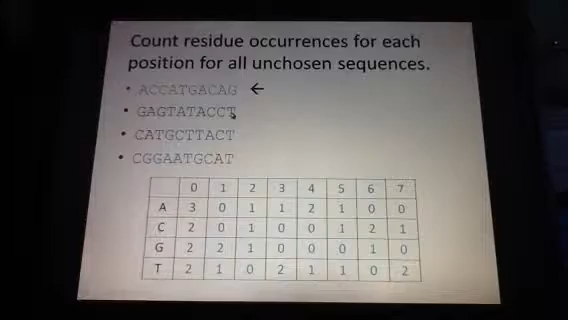 Count residue occurrences for each
position for all unchosen sequences.
• ACCATGACAG ←
• GAGTATACCT
• CATGCTTACT
• CGGAATGCAT
0 1 2 3 4 5 6 7
A 3 0 1 1 2 1 0 0
C 2 0 1 0 0 1 2 1
G 2 2 1 0 0 0 1 0
T 2 1 0 2 1 1 0 2